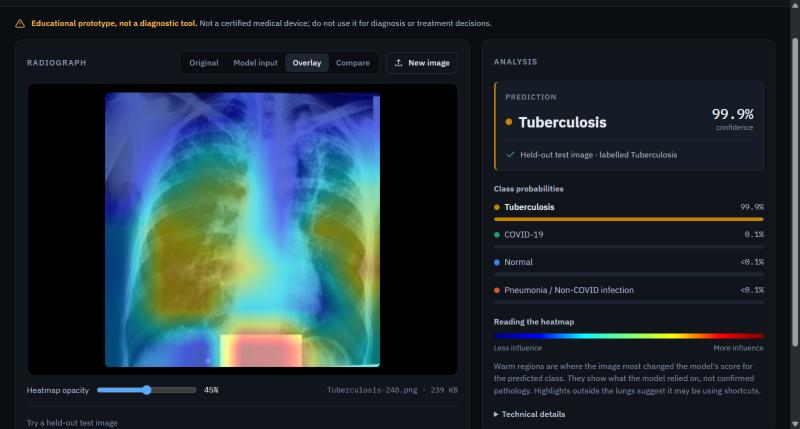 Educational prototype, not a diagnostic tool. Not a certified medical device; do not use it for diagnosis or treatment decisions.
RADIOGRAPH
Original Model input Overlay Compare New image
Heatmap opacity 45% Tuberculosis-248.png · 239 KB
Try a held-out test image
ANALYSIS
PREDICTION
Tuberculosis 99.9%
confidence
Held-out test image · labelled Tuberculosis
Class probabilities
Tuberculosis 99.9%
COVID-19 0.1%
Normal <0.1%
Pneumonia / Non-COVID infection <0.1%
Reading the heatmap
Less influence More influence
Warm regions are where the image most changed the model's score for
the predicted class. They show what the model relied on, not confirmed
pathology. Highlights outside the lungs suggest it may be using shortcuts.
Technical details